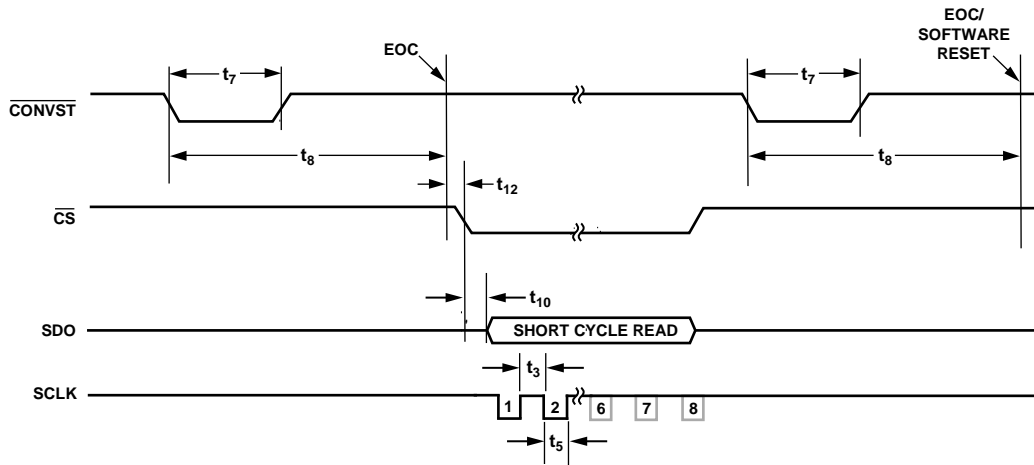 EOC
EOC/
SOFTWARE
RESET
t7
t7
CONVST
t8
t8
t12
CS
t10
SDO
SHORT CYCLE READ
t3
SCLK
1
2
6
7
8
t5